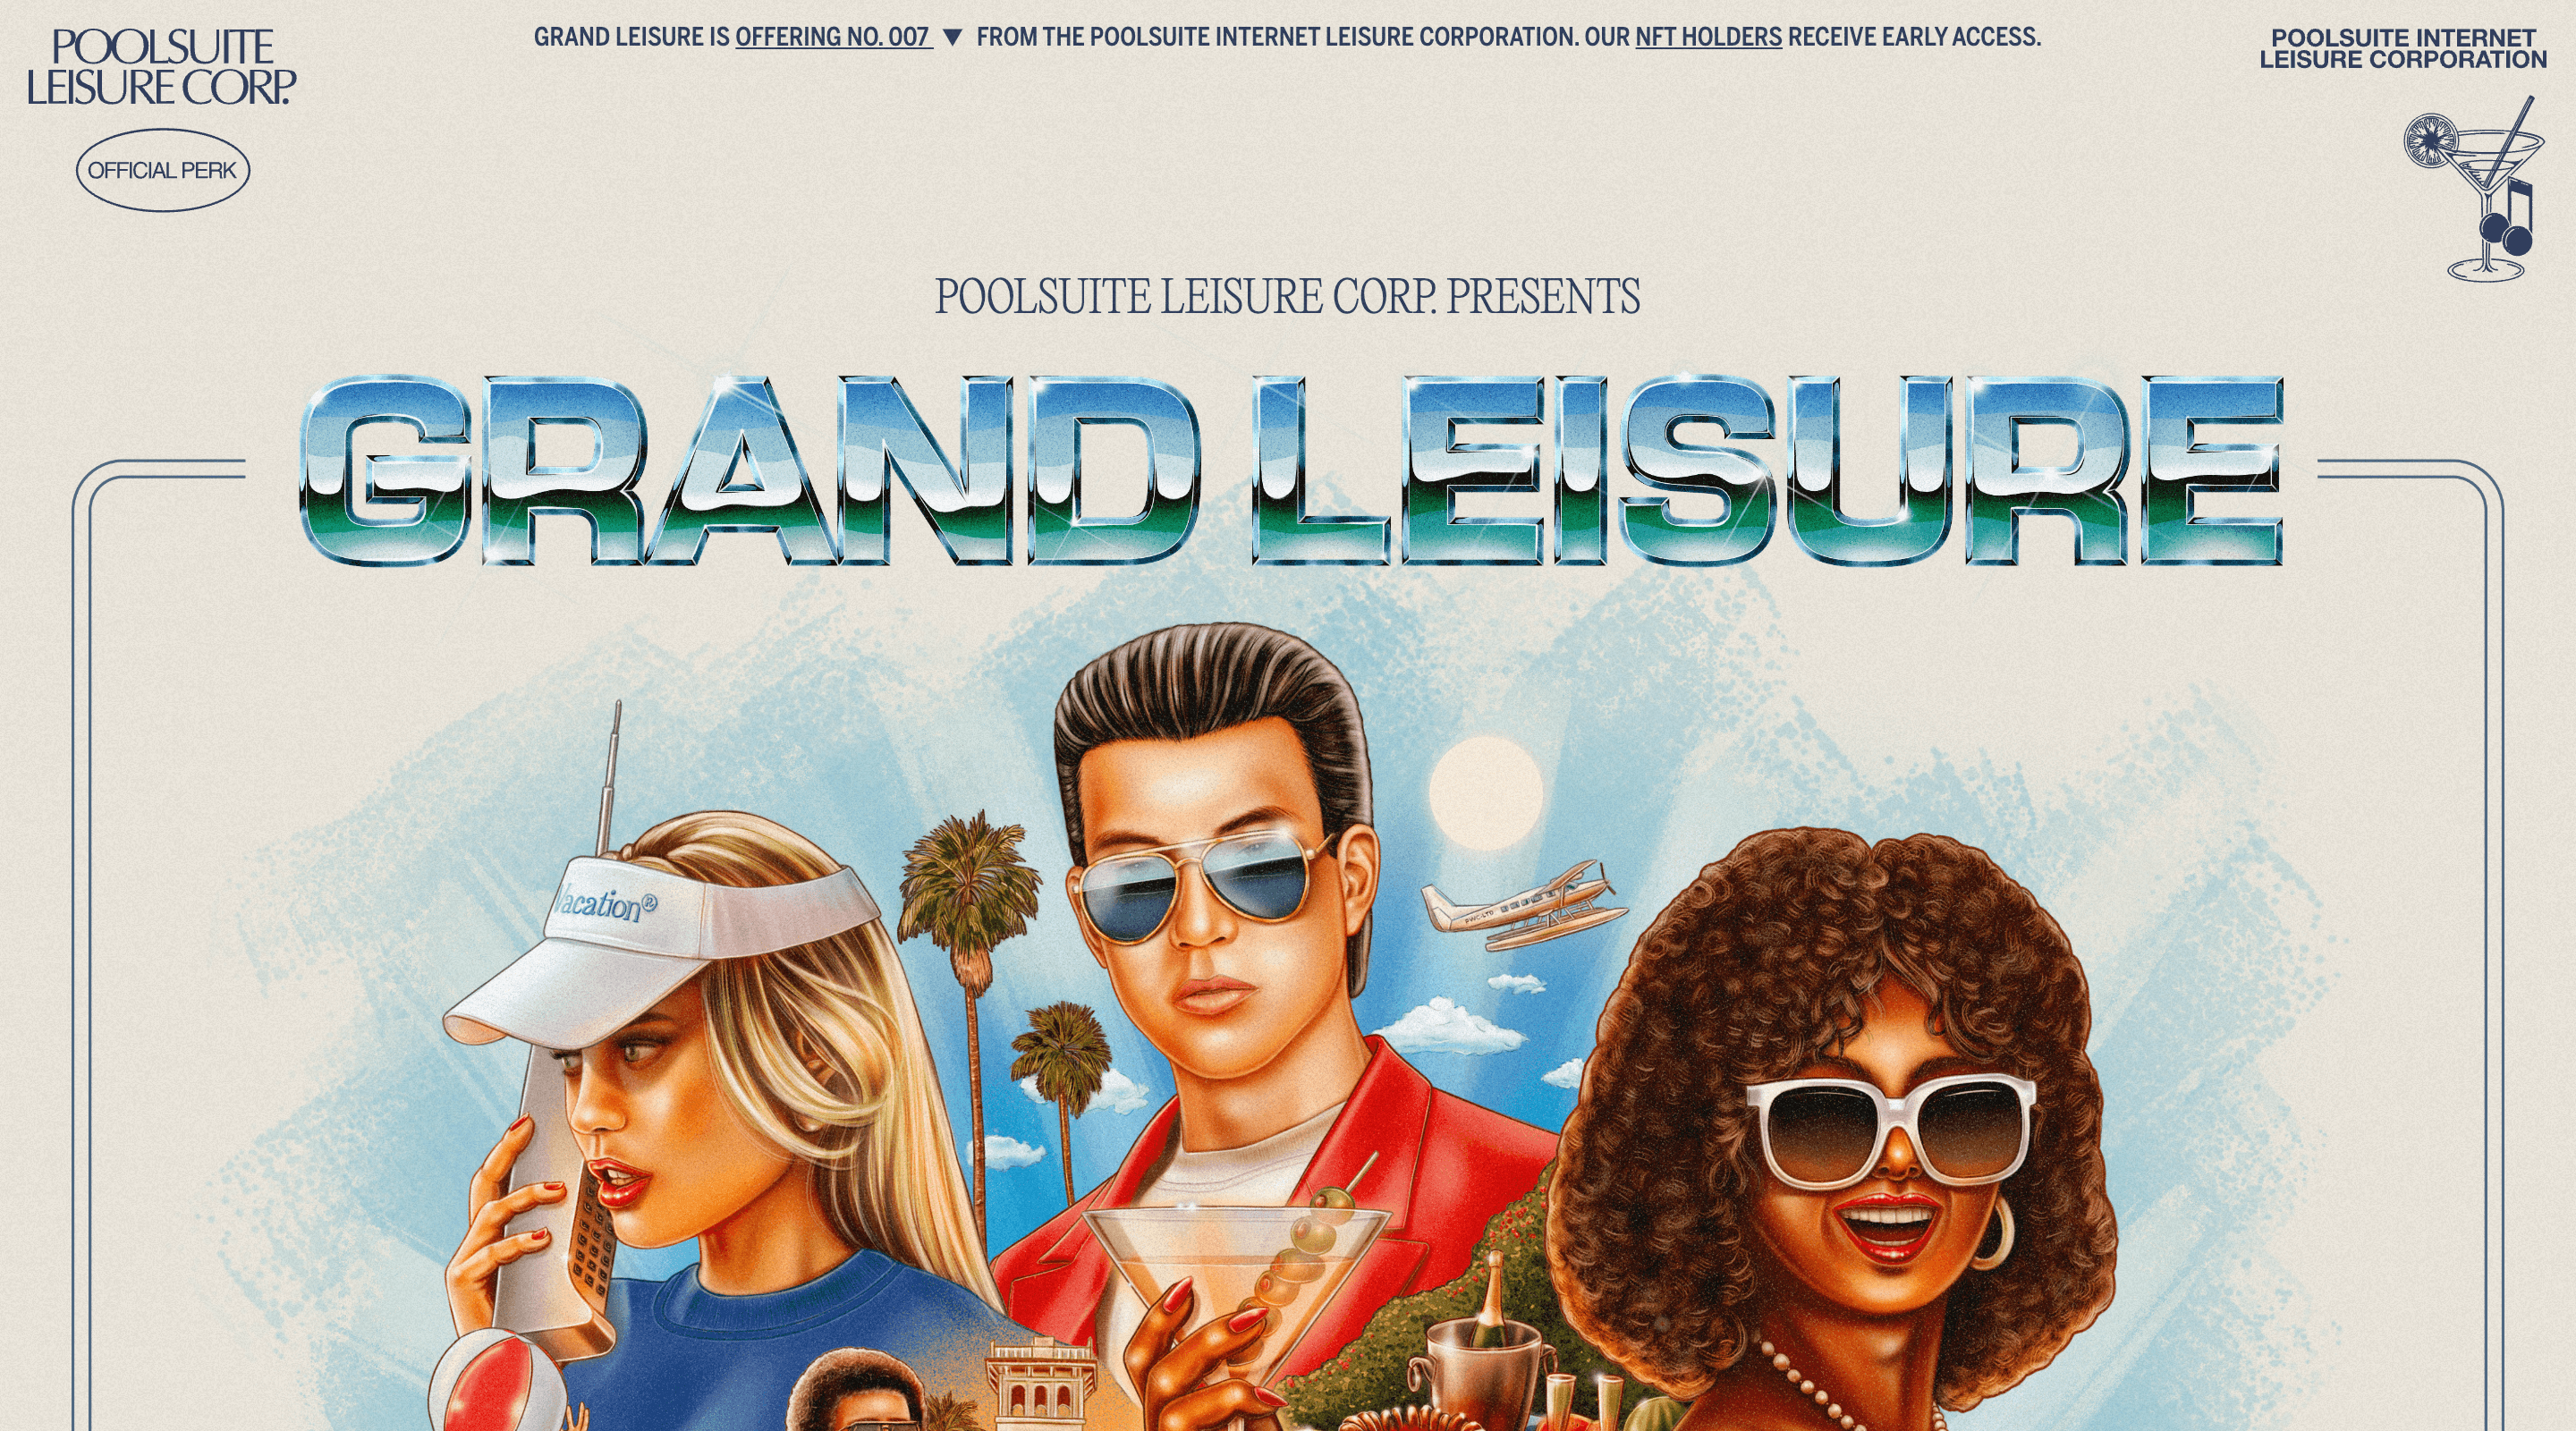 POOLSUITE
LEISURE CORP.
OFFICIAL PERK
GRAND LEISURE IS OFFERING NO. 007 ▼ FROM THE POOLSUITE INTERNET LEISURE CORPORATION. OUR NFT HOLDERS RECEIVE EARLY ACCESS.
POOLSUITE INTERNET
LEISURE CORPORATION
POOLSUITE LEISURE CORP. PRESENTS
GRAND LEISURE
Vacation®
PWC-LTD